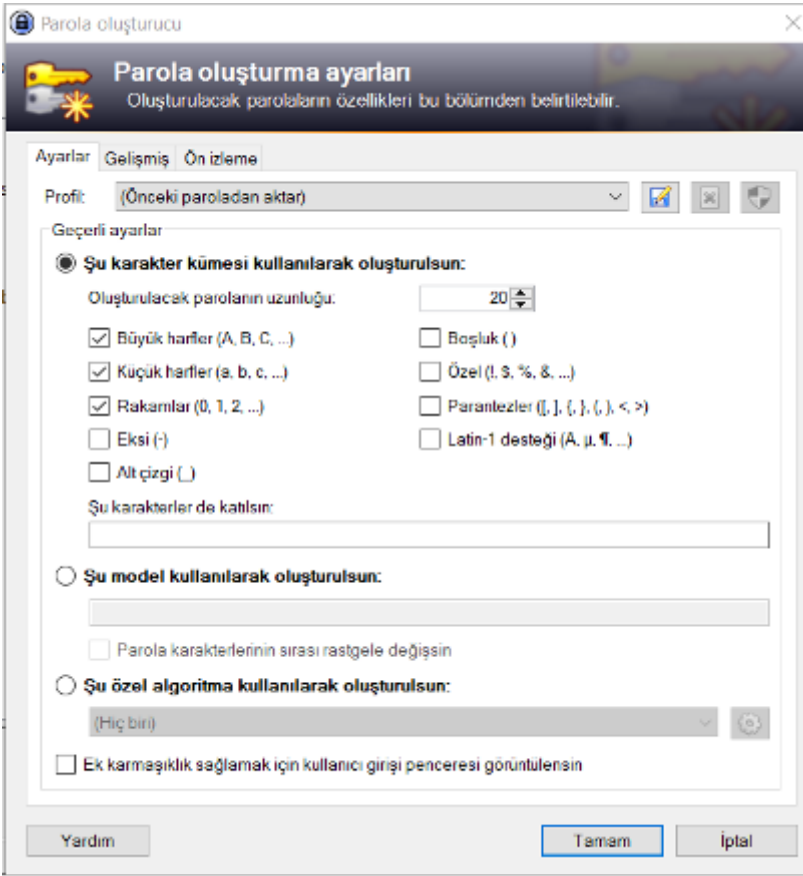 Parola oluşturucu
Parola oluşturma ayarları
Oluşturulacak parolaların özellikleri bu bölümden belirtilebilir.
Ayarlar Gelişmiş Ön izleme
Profil: (Önceki paroladan aktar)
Geçerli ayarlar
Şu karakter kümesi kullanılarak oluşturulsun:
Oluşturulacak parolanın uzunluğu: 20
Büyük harfler (A, B, C, ...) Boşluk ( )
Küçük harfler (a, b, c, ...) Özel (!, $, %, &, ...)
Rakamlar (0, 1, 2, ...) Parantezler ([, ], {, }, (, ), <, >)
Eksi (-) Latin-1 desteği (Ä, µ, ¶, ...)
Alt çizgi (_)
Şu karakterler de katılsın:
Şu model kullanılarak oluşturulsun:
Parola karakterlerinin sırası rastgele değişsin
Şu özel algoritma kullanılarak oluşturulsun:
(Hiç biri)
Ek karmaşıklık sağlamak için kullanıcı girişi penceresi görüntülensin
Yardım Tamam İptal